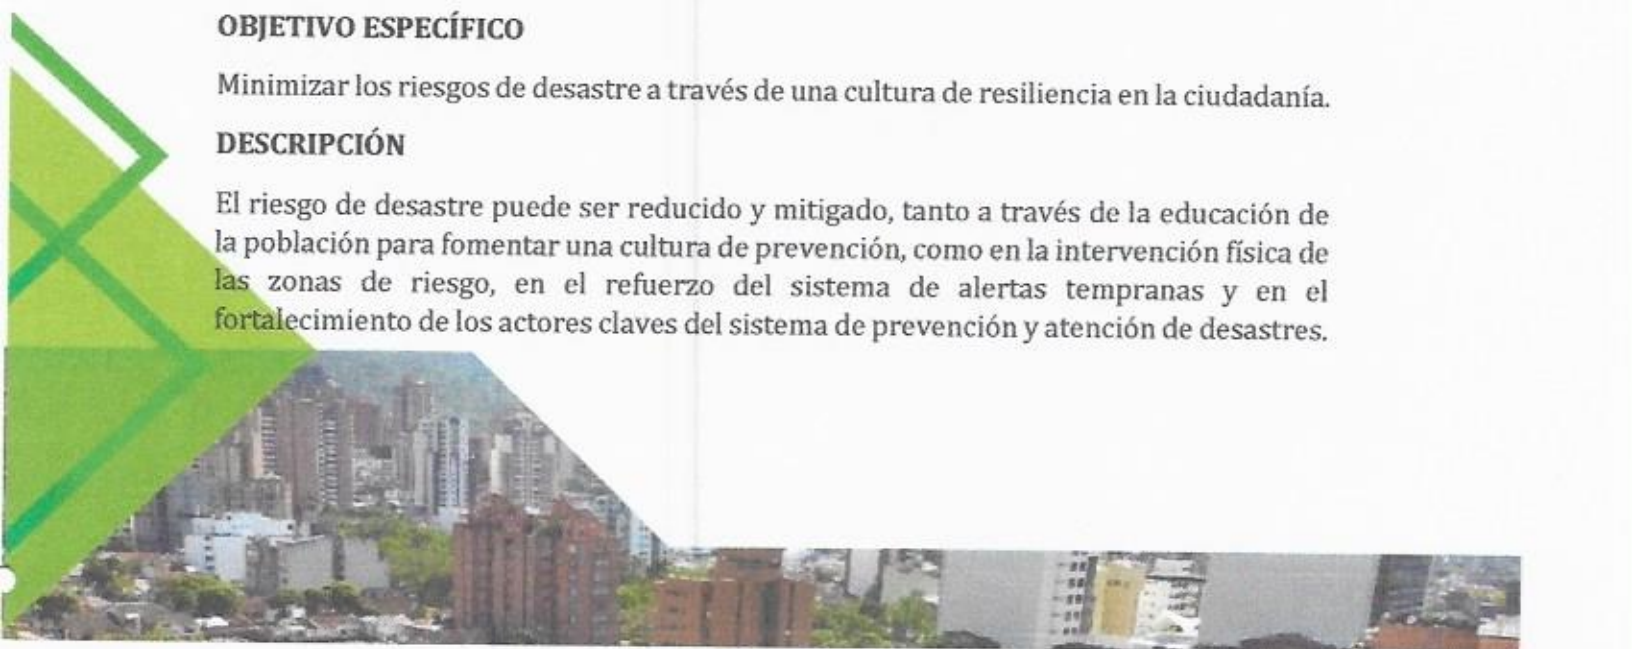 OBJETIVO ESPECÍFICO
Minimizar los riesgos de desastre a través de una cultura de resiliencia en la ciudadanía.
DESCRIPCIÓN
El riesgo de desastre puede ser reducido y mitigado, tanto a través de la educación de
la población para fomentar una cultura de prevención, como en la intervención física de
las zonas de riesgo, en el refuerzo del sistema de alertas tempranas y en el
fortalecimiento de los actores claves del sistema de prevención y atención de desastres.